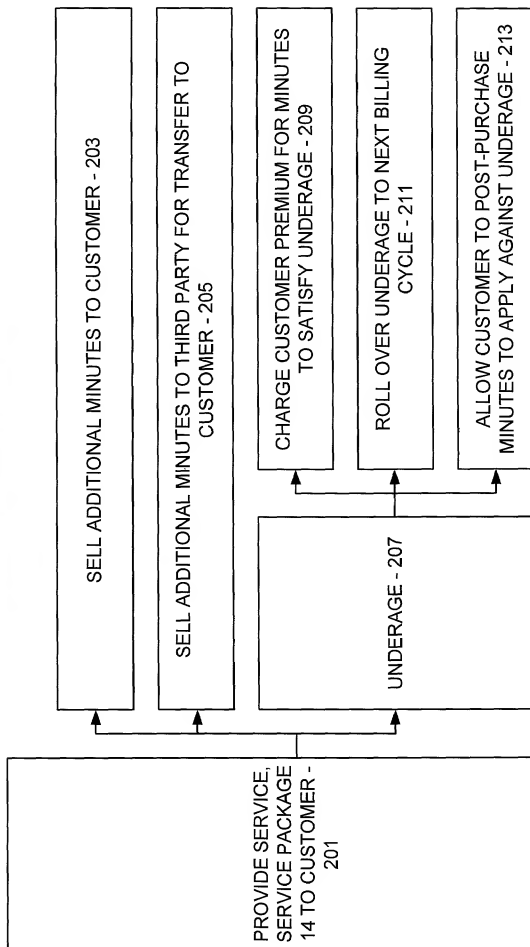 PROVIDE SERVICE,
SERVICE PACKAGE
14 TO CUSTOMER -
201
SELL ADDITIONAL MINUTES TO CUSTOMER - 203
SELL ADDITIONAL MINUTES TO THIRD PARTY FOR TRANSFER TO
CUSTOMER - 205
UNDERAGE - 207
CHARGE CUSTOMER PREMIUM FOR MINUTES
TO SATISFY UNDERAGE - 209
ROLL OVER UNDERAGE TO NEXT BILLING
CYCLE - 211
ALLOW CUSTOMER TO POST-PURCHASE
MINUTES TO APPLY AGAINST UNDERAGE - 213